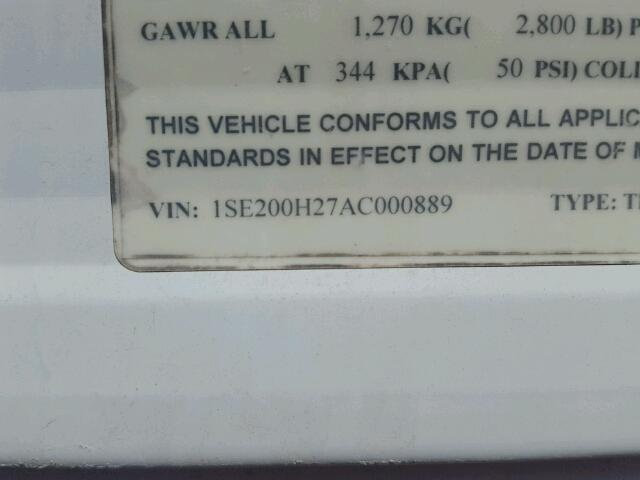 GAWR ALL 1,270 KG( 2,800 LB)
AT 344 KPA( 50 PSI)
THIS VEHICLE CONFORMS TO ALL
STANDARDS IN EFFECT ON THE DATE OF
VIN: 1SE200H27AC000889 TYPE: